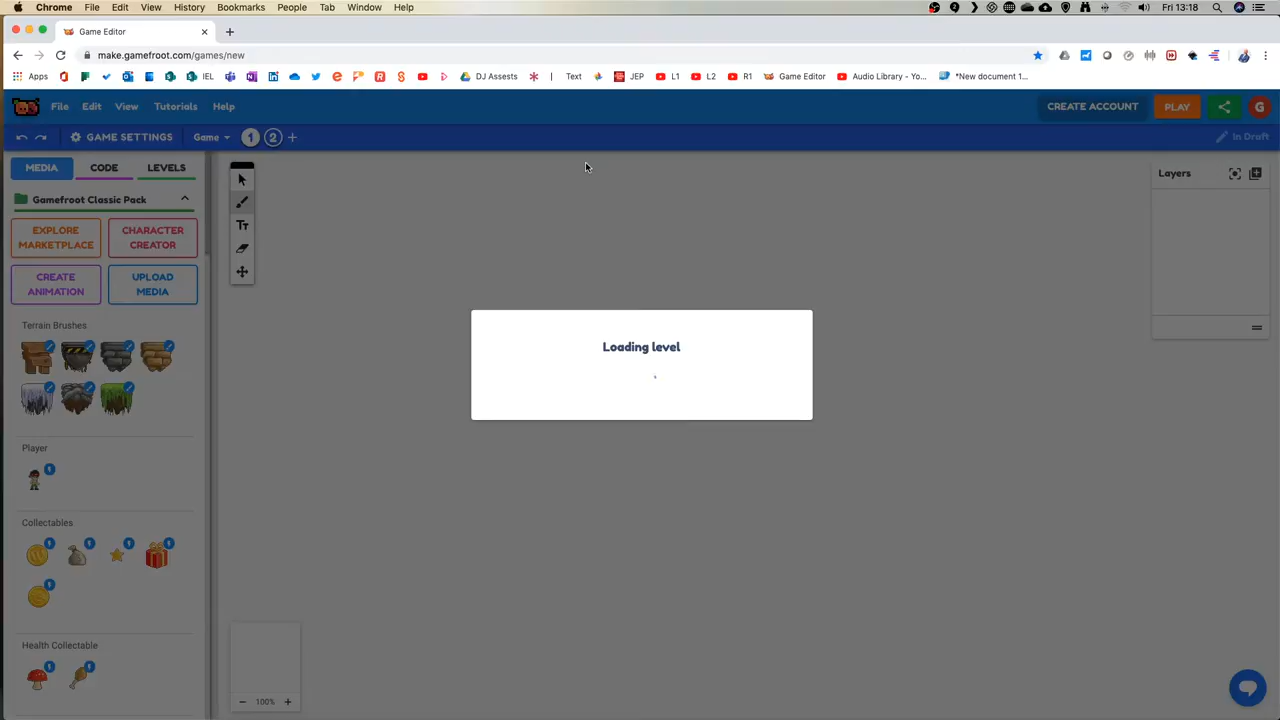 Chrome File Edit View History Bookmarks People Tab Window Help
Fri 13:18
Game Editor
make.gamefroot.com/games/new
Apps IEL DJ Assests Text JEP L1 L2 R1 Game Editor Audio Library - Yo... *New document 1...
File Edit View Tutorials Help
CREATE ACCOUNT PLAY G
GAME SETTINGS Game 1 2 +
In Draft
MEDIA CODE LEVELS
Gamefroot Classic Pack
EXPLORE MARKETPLACE
CHARACTER CREATOR
CREATE ANIMATION
UPLOAD MEDIA
Terrain Brushes
Player
Collectables
Health Collectable
Tt
Loading level
Layers
100%